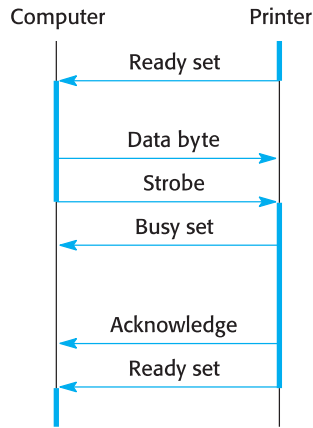 Computer Printer
Ready set
Data byte
Strobe
Busy set
Acknowledge
Ready set